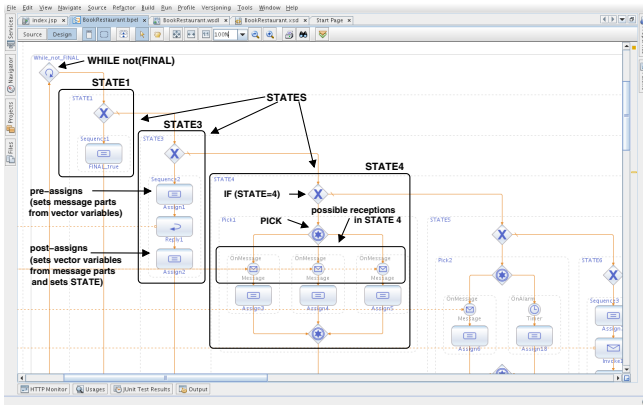 File Edit View Navigate Source Refactor Build Run Profile Versioning Tools Window Help
index.jsp x BookRestaurant.bpel x BookRestaurant.wsdl x BookRestaurant.xsd x Start Page x
Source Design 100%
Services
Navigator
Projects
Files
While_not_FINAL
WHILE not(FINAL)
STATE1
STATES
STATE1
STATE3
STATE3
Sequence1
FINAL_true
STATE4
STATE4
Sequence2
pre-assigns
(sets message parts
from vector variables)
Assign1
IF (STATE=4)
possible receptions
in STATE 4
Pick1
PICK
STATE5
Reply1
post-assigns
(sets vector variables
from message parts
and sets STATE)
Assign2
OnMessage OnMessage OnMessage
Message Message Message
Assign3 Assign4 Assign5
Pick2
STATE6
OnMessage OnAlarm
Message Timer
Sequence3
Assign
Assign6 Assign18
Invoke1
HTTP Monitor Usages JUnit Test Results Output